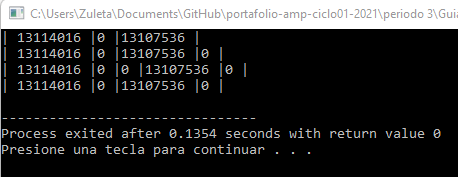 C:\Users\Zuleta\Documents\GitHub\portafolio-amp-ciclo01-2021\periodo 3\Guia
| 13114016 |0 |13107536 |
| 13114016 |0 |13107536 |0 |
| 13114016 |0 |0 |13107536 |0 |
| 13114016 |0 |13107536 |0 |
--------------------------------
Process exited after 0.1354 seconds with return value 0
Presione una tecla para continuar . . .